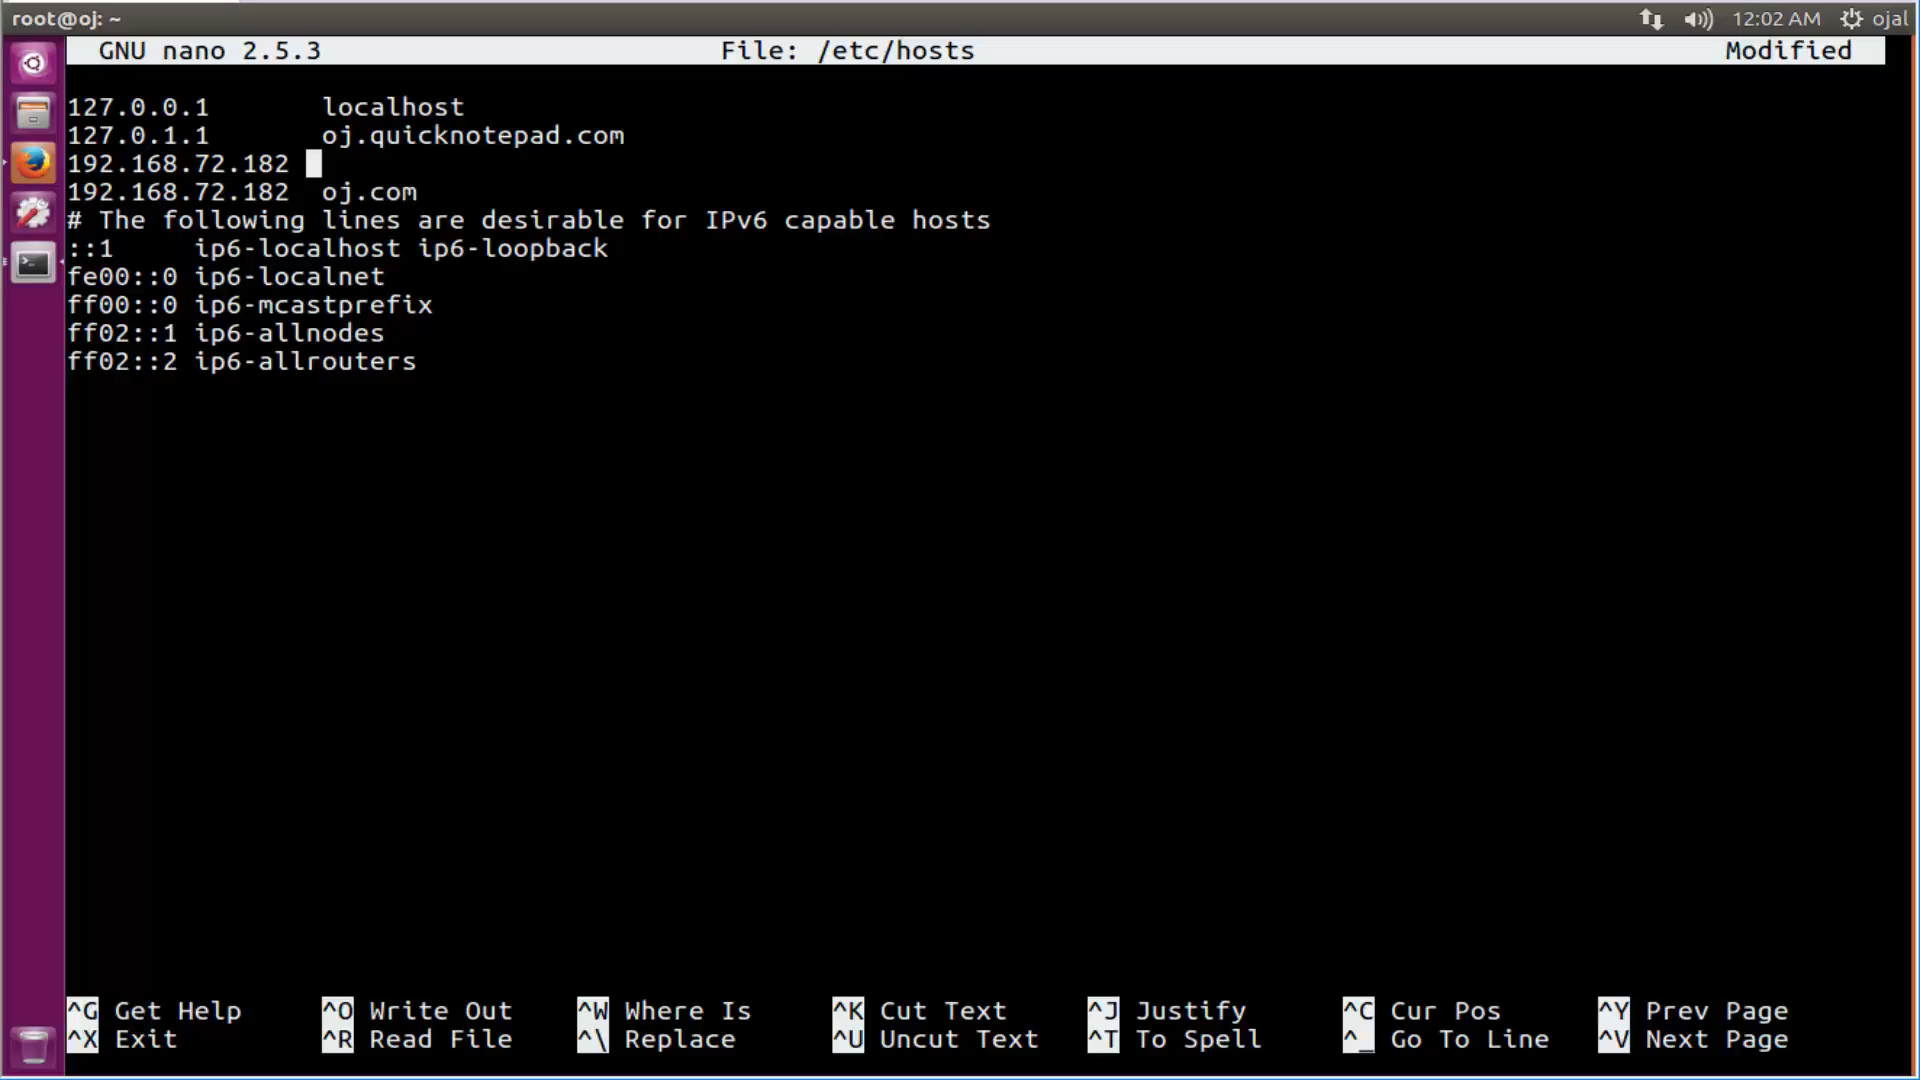 root@oj: ~ 12:02 AM ojal
GNU nano 2.5.3 File: /etc/hosts Modified
127.0.0.1 localhost
127.0.1.1 oj.quicknotepad.com
192.168.72.182
192.168.72.182 oj.com
# The following lines are desirable for IPv6 capable hosts
::1 ip6-localhost ip6-loopback
fe00::0 ip6-localnet
ff00::0 ip6-mcastprefix
ff02::1 ip6-allnodes
ff02::2 ip6-allrouters
^G Get Help ^O Write Out ^W Where Is ^K Cut Text ^J Justify ^C Cur Pos ^Y Prev Page
^X Exit ^R Read File ^\ Replace ^U Uncut Text ^T To Spell ^_ Go To Line ^V Next Page